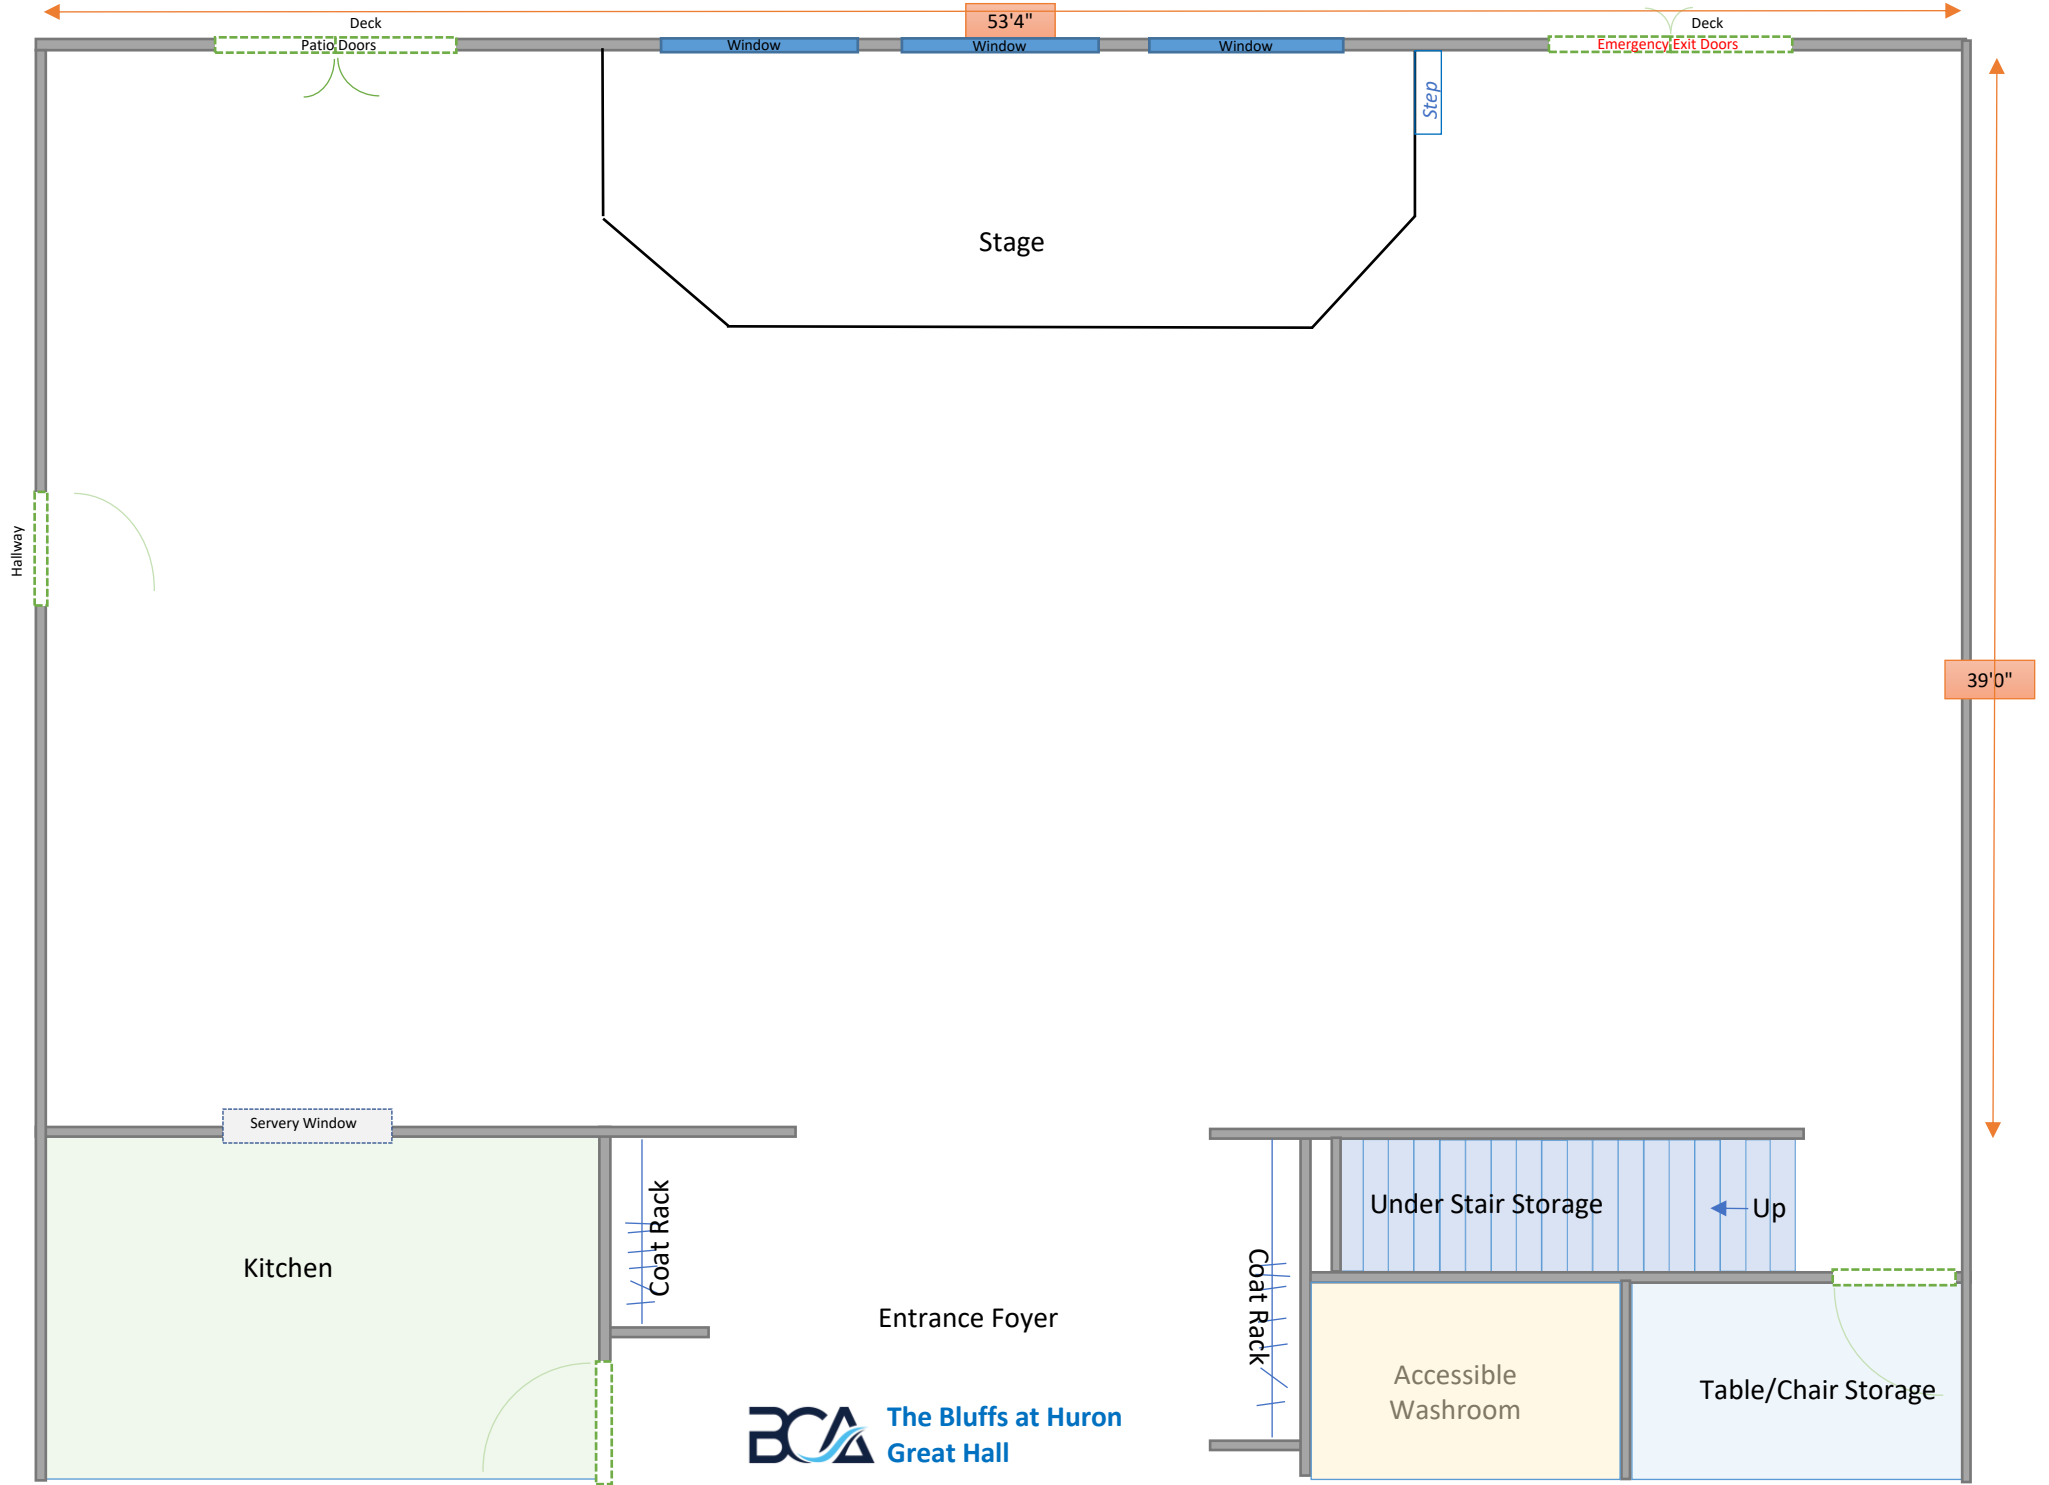 53'4"
Deck
Deck
Patio Doors
Window
Window
Window
Emergency Exit Doors
Step
Stage
Hallway
39'0"
Servery Window
Coat Rack
Under Stair Storage
Up
Kitchen
Coat Rack
Entrance Foyer
Accessible
Washroom
Table/Chair Storage
BCA
The Bluffs at Huron
Great Hall